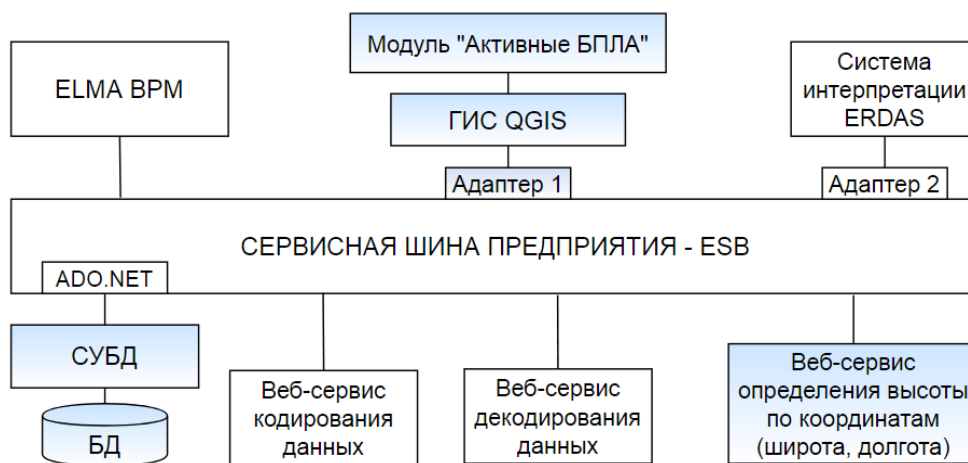 Модуль "Активные БПЛА"
ELMA BPM
ГИС QGIS
Система
интерпретации
ERDAS
Адаптер 1
Адаптер 2
СЕРВИСНАЯ ШИНА ПРЕДПРИЯТИЯ - ESB
ADO.NET
СУБД
БД
Веб-сервис
кодирования
данных
Веб-сервис
декодирования
данных
Веб-сервис
определения высоты
по координатам
(широта, долгота)